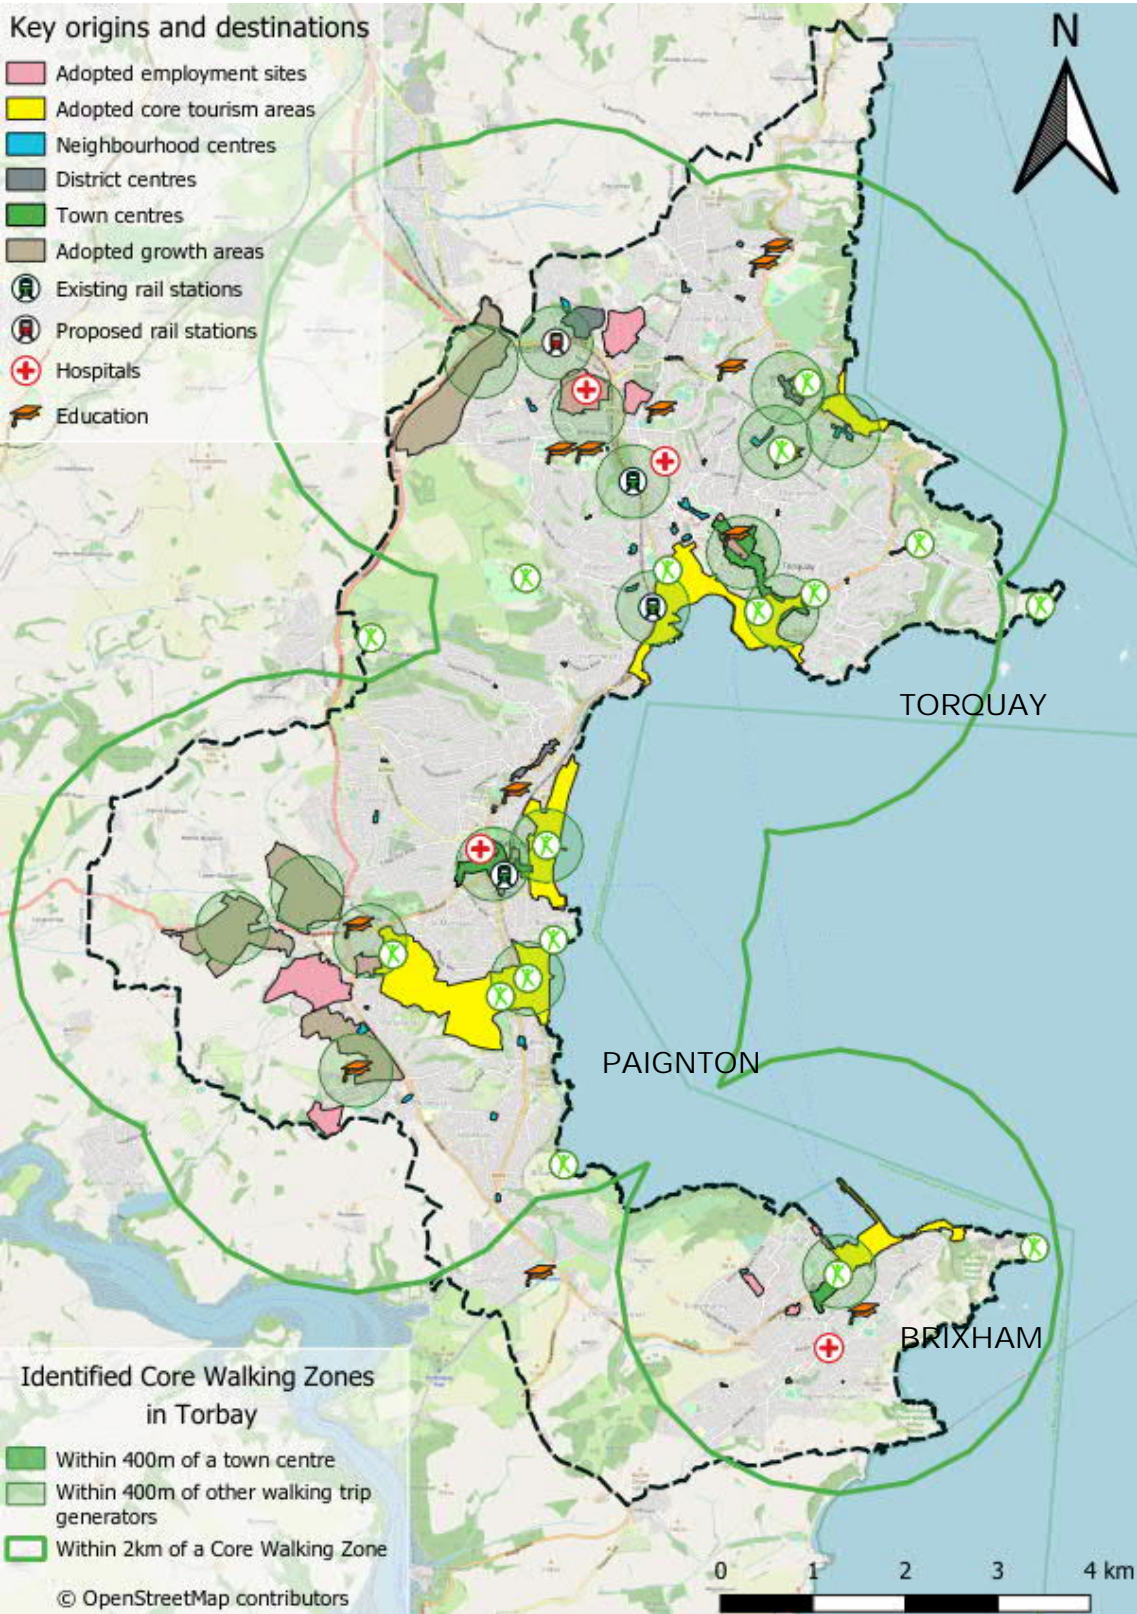 Key origins and destinations
N
Adopted employment sites
Adopted core tourism areas
Neighbourhood centres
District centres
Town centres
Adopted growth areas
Existing rail stations
Proposed rail stations
Hospitals
Education
Torquay
TORQUAY
PAIGNTON
BRIXHAM
Identified Core Walking Zones
in Torbay
Within 400m of a town centre
Within 400m of other walking trip
generators
Within 2km of a Core Walking Zone
© OpenStreetMap contributors
0 1 2 3 4 km